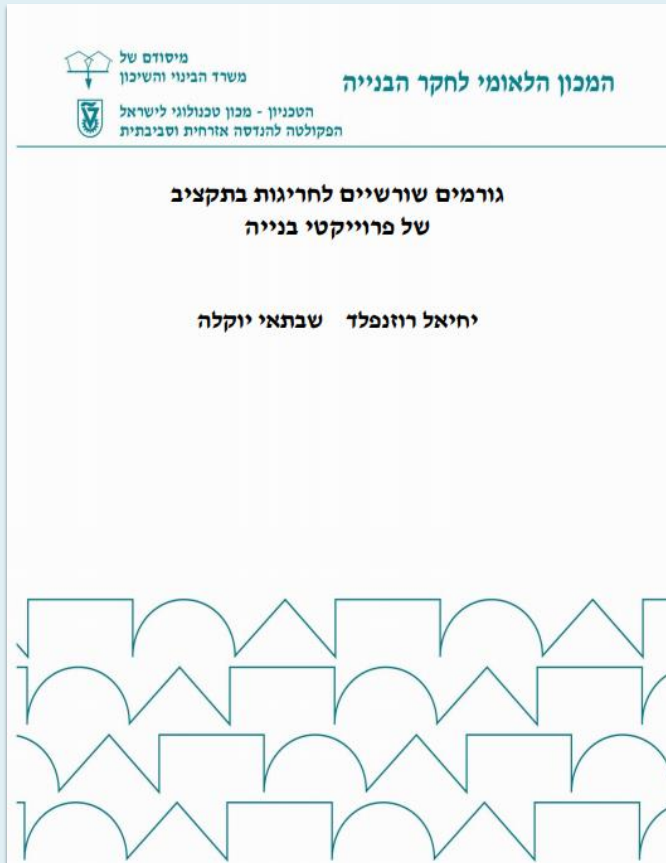 המכון הלאומי לחקר הבנייה
מיסודם של
משרד הבינוי והשיכון
הטכניון - מכון טכנולוגי לישראל
הפקולטה להנדסה אזרחית וסביבתית
גורמים שורשיים לחריגות בתקציב
של פרוייקטי בנייה
יחיאל רוזנפלד שבתאי יוקלה